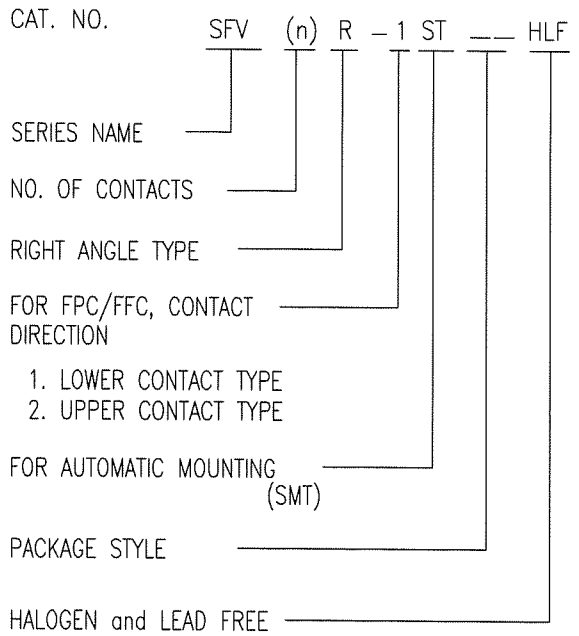 CAT. NO. SFV (n) R - 1 ST __ HLF
SERIES NAME
NO. OF CONTACTS
RIGHT ANGLE TYPE
FOR FPC/FFC, CONTACT
DIRECTION
1. LOWER CONTACT TYPE
2. UPPER CONTACT TYPE
FOR AUTOMATIC MOUNTING
(SMT)
PACKAGE STYLE
HALOGEN and LEAD FREE